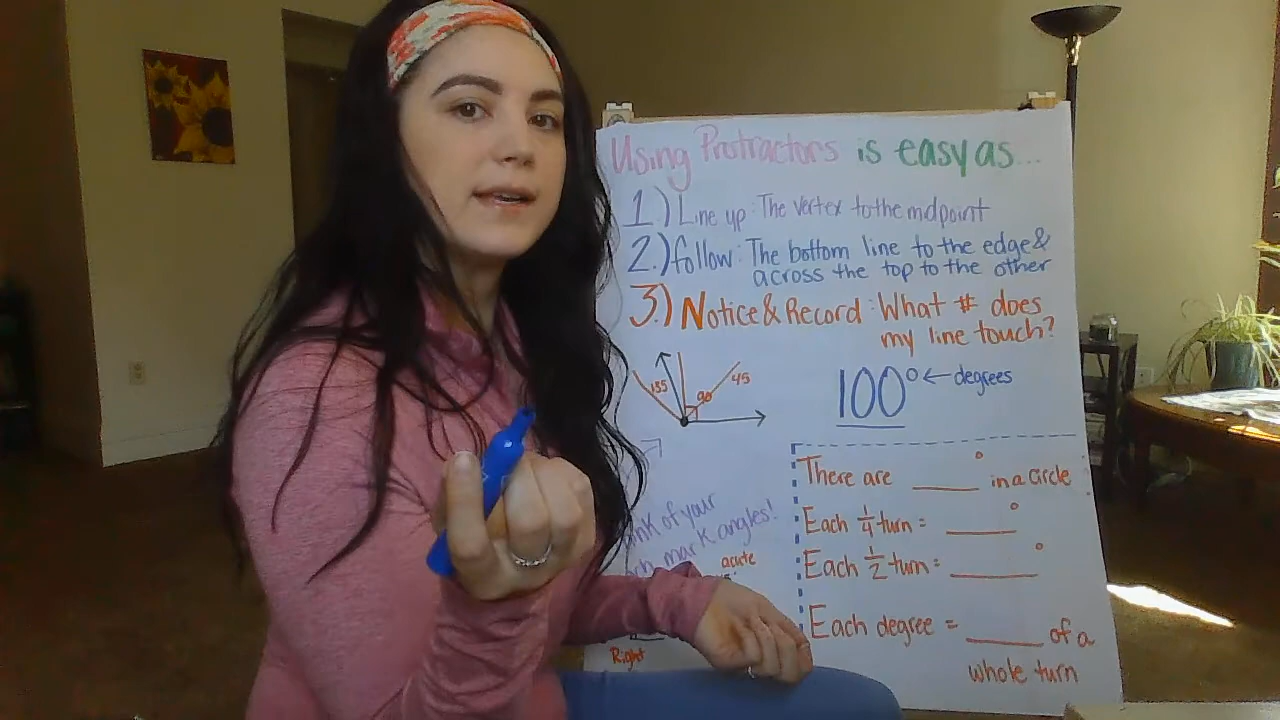 Using Protractors is easy as...
1.) Line up: The vertex to the mdpoint
2.) follow: The bottom line to the edge &
across the top to the other
3.) Notice & Record: What # does
my line touch?
135 90 45
100° ← degrees
There are ____° in a circle
Each 1/4 turn = ____°
Each 1/2 turn = ____°
Each degree = ____ of a
whole turn
of your
mark angles!
acute
Right